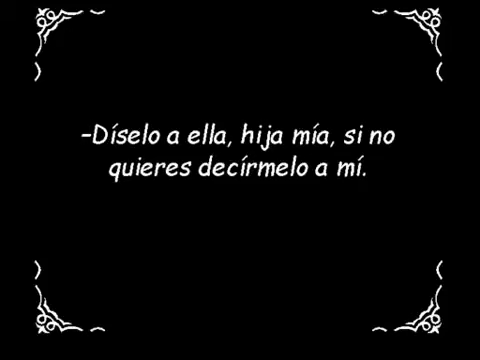 -Díselo a ella, hija mía, si no
quieres decírmelo a mí.